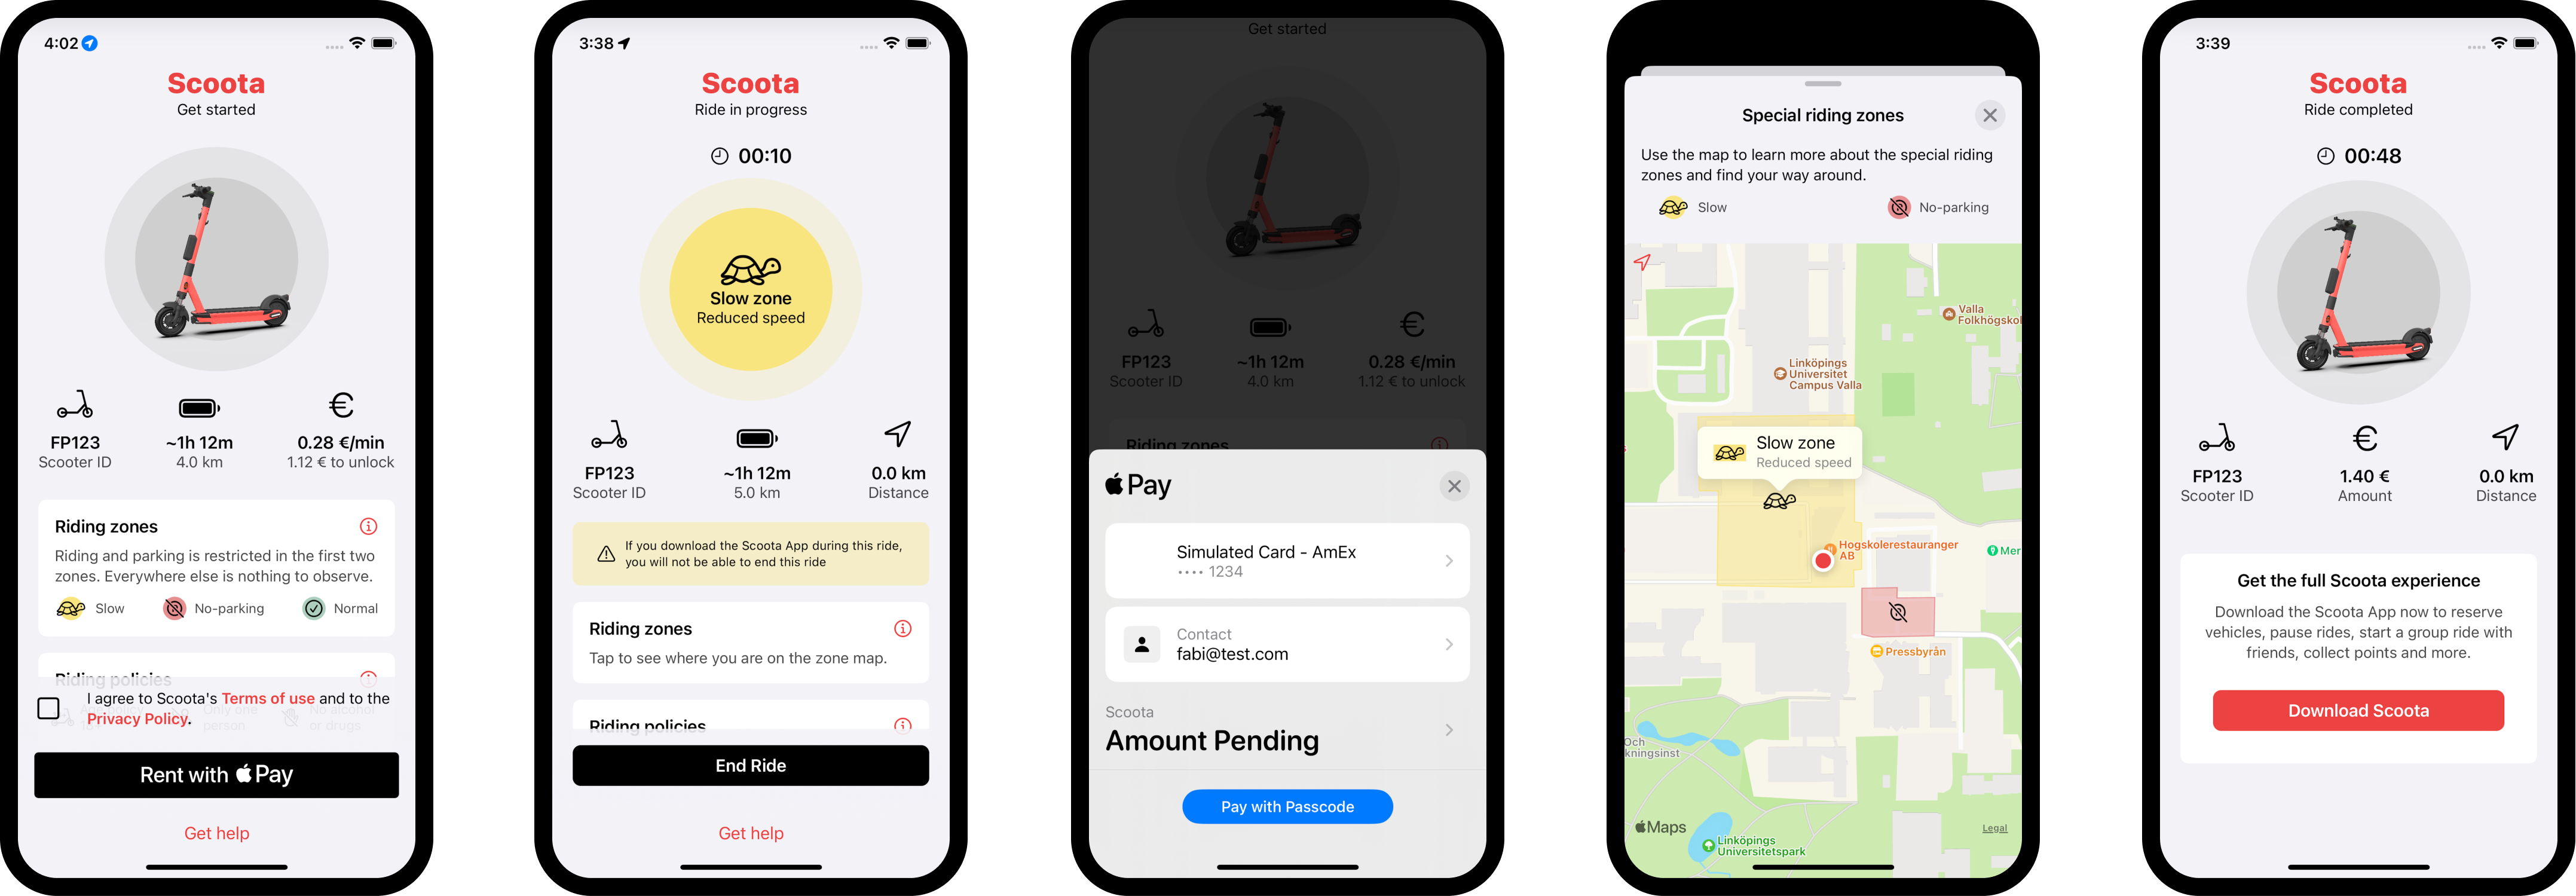 4:02
Scoota
Get started
FP123
Scooter ID
~1h 12m
4.0 km
0.28 €/min
1.12 € to unlock
Riding zones
Riding and parking is restricted in the first two
zones. Everywhere else is nothing to observe.
Slow
No-parking
Normal
Riding policies
I agree to Scoota's Terms of use and to the
Privacy Policy.
Only one
person
No alcohol
or drugs
Rent with Pay
Get help
3:38
Scoota
Ride in progress
00:10
Slow zone
Reduced speed
FP123
Scooter ID
~1h 12m
5.0 km
0.0 km
Distance
If you download the Scoota App during this ride,
you will not be able to end this ride
Riding zones
Tap to see where you are on the zone map.
Riding policies
End Ride
Get help
Get started
FP123
Scooter ID
~1h 12m
4.0 km
0.28 €/min
1.12 € to unlock
Riding zones
Pay
Simulated Card - AmEx
•••• 1234
Contact
fabi@test.com
Scoota
Amount Pending
Pay with Passcode
Special riding zones
Use the map to learn more about the special riding
zones and find your way around.
Slow
No-parking
Valla
Folkhögskol
Linköpings
Universitet
Campus Valla
Slow zone
Reduced speed
Hogskolerestauranger
AB
Mer
Pressbyrån
Och
kningsinst
Maps
Legal
Linköpings
Universitetspark
3:39
Scoota
Ride completed
00:48
FP123
Scooter ID
1.40 €
Amount
0.0 km
Distance
Get the full Scoota experience
Download the Scoota App now to reserve
vehicles, pause rides, start a group ride with
friends, collect points and more.
Download Scoota